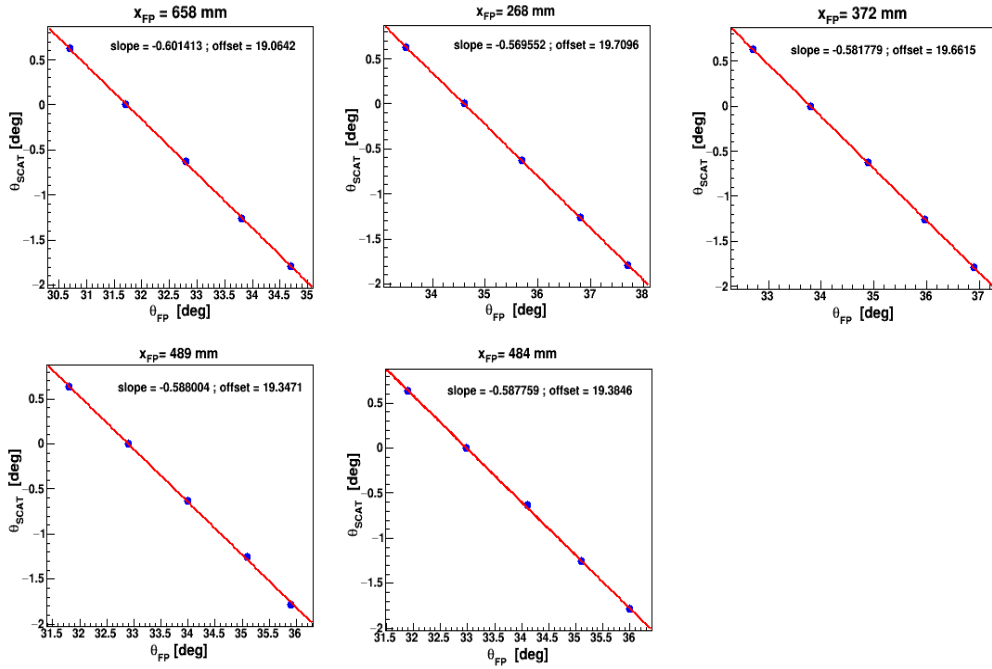 x_FP = 658 mm
slope = -0.601413 ; offset = 19.0642
θ_SCAT [deg]
0.5
0
−0.5
−1
−1.5
−2
30.5 31 31.5 32 32.5 33 33.5 34 34.5 35
θ_FP [deg]
x_FP= 268 mm
slope = -0.569552 ; offset = 19.7096
θ_SCAT [deg]
0.5
0
−0.5
−1
−1.5
−2
34 35 36 37 38
θ_FP [deg]
x_FP = 372 mm
slope = -0.581779 ; offset = 19.6615
θ_SCAT [deg]
0.5
0
−0.5
−1
−1.5
−2
33 34 35 36 37
θ_FP [deg]
x_FP= 489 mm
slope = -0.588004 ; offset = 19.3471
θ_SCAT [deg]
0.5
0
−0.5
−1
−1.5
−2
31.5 32 32.5 33 33.5 34 34.5 35 35.5 36
θ_FP [deg]
x_FP= 484 mm
slope = -0.587759 ; offset = 19.3846
θ_SCAT [deg]
0.5
0
−0.5
−1
−1.5
−2
31.5 32 32.5 33 33.5 34 34.5 35 35.5 36
θ_FP [deg]